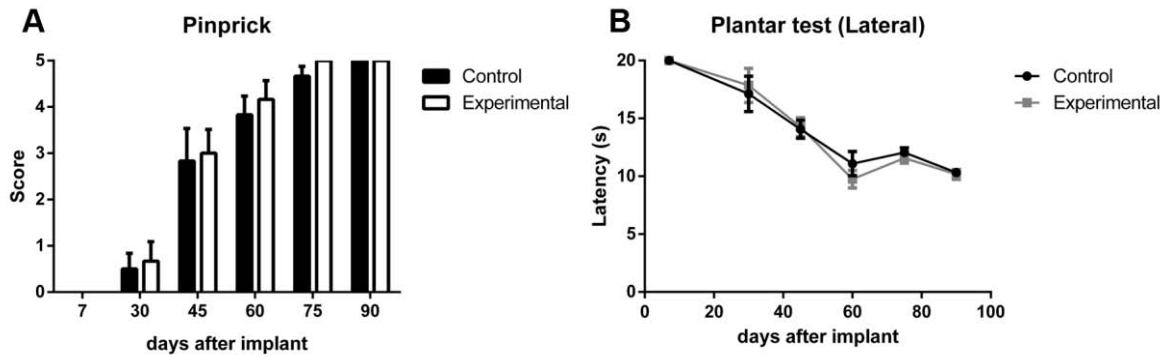 A
Pinprick
5
4
3
2
1
0
Score
7 30 45 60 75 90
days after implant
Control
Experimental
B
Plantar test (Lateral)
20
15
10
5
0
Latency (s)
0 20 40 60 80 100
days after implant
Control
Experimental